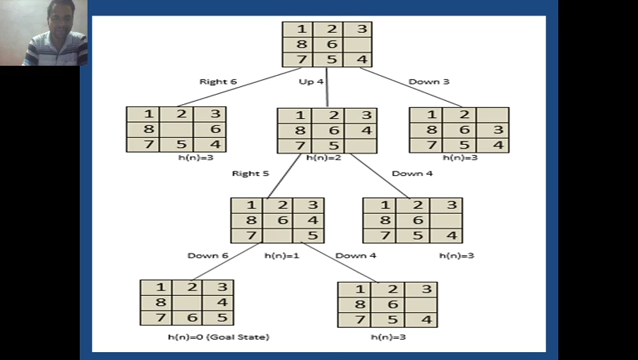 1 2 3
8 6
7 5 4
Right 6 Up 4 Down 3
1 2 3 1 2 3 1 2
8 6 8 6 4 8 6 3
7 5 4 7 5 7 5 4
h(n)=3 h(n)=2 h(n)=3
Right 5 Down 4
1 2 3 1 2 3
8 6 4 8 6
7 5 7 5 4
Down 6 h(n)=1 Down 4 h(n)=3
1 2 3 1 2 3
8 4 8 6
7 6 5 7 5 4
h(n)=0 (Goal State) h(n)=3